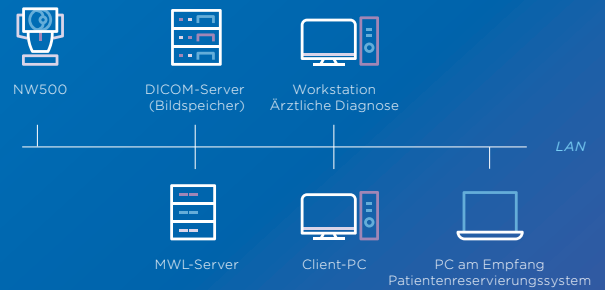 NW500
DICOM-Server
(Bildspeicher)
Workstation
Ärztliche Diagnose
LAN
MWL-Server
Client-PC
PC am Empfang
Patientenreservierungssystem